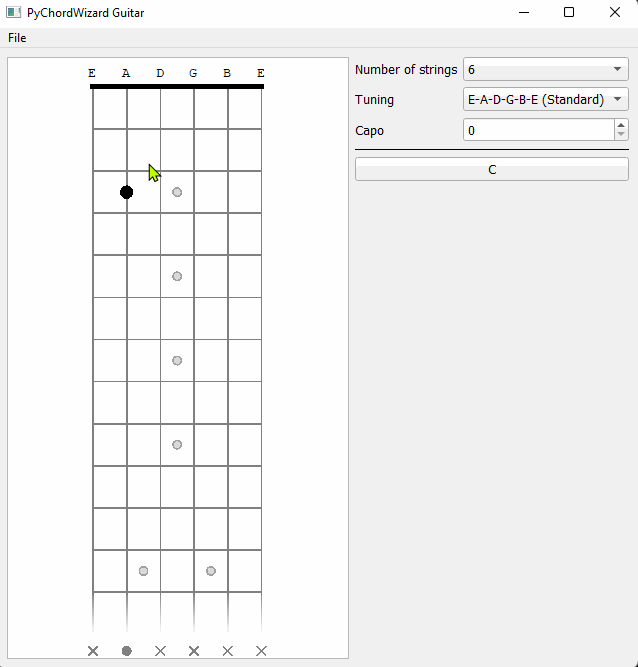 PyChordWizard Guitar
File
E A D G B E
Number of strings 6
Tuning E-A-D-G-B-E (Standard)
Capo 0
C